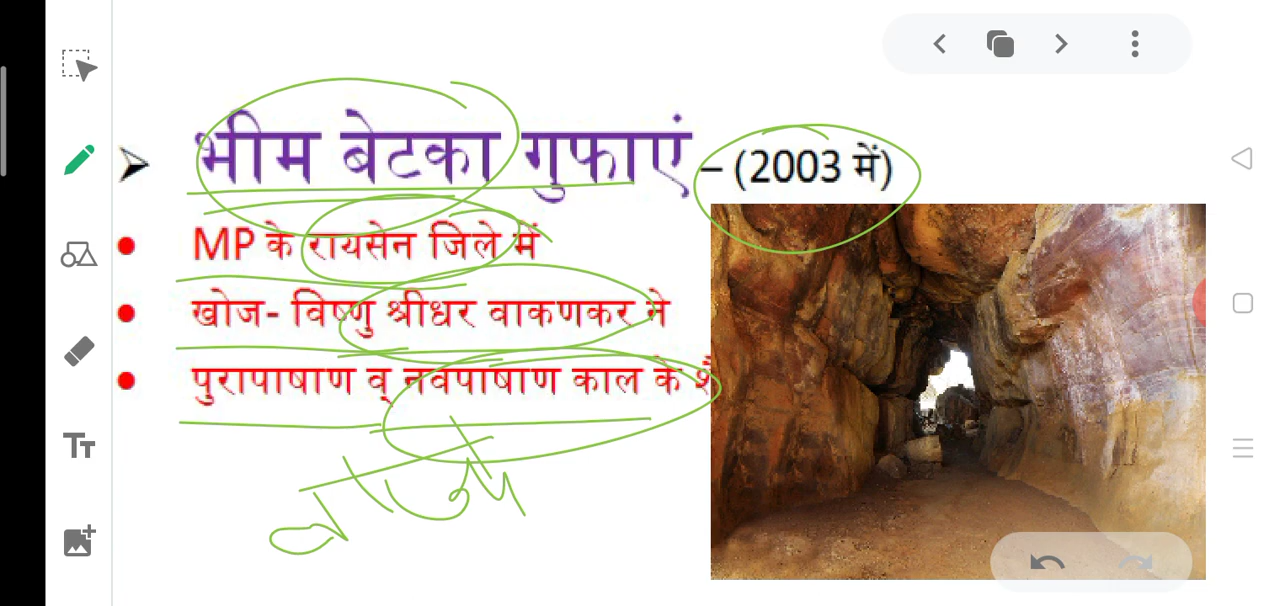 भीम बेटका गुफाएं – (2003 में)
MP के रायसेन जिले में
खोज- विष्णु श्रीधर वाकणकर ने
पुरापाषाण व् नवपाषाण काल के